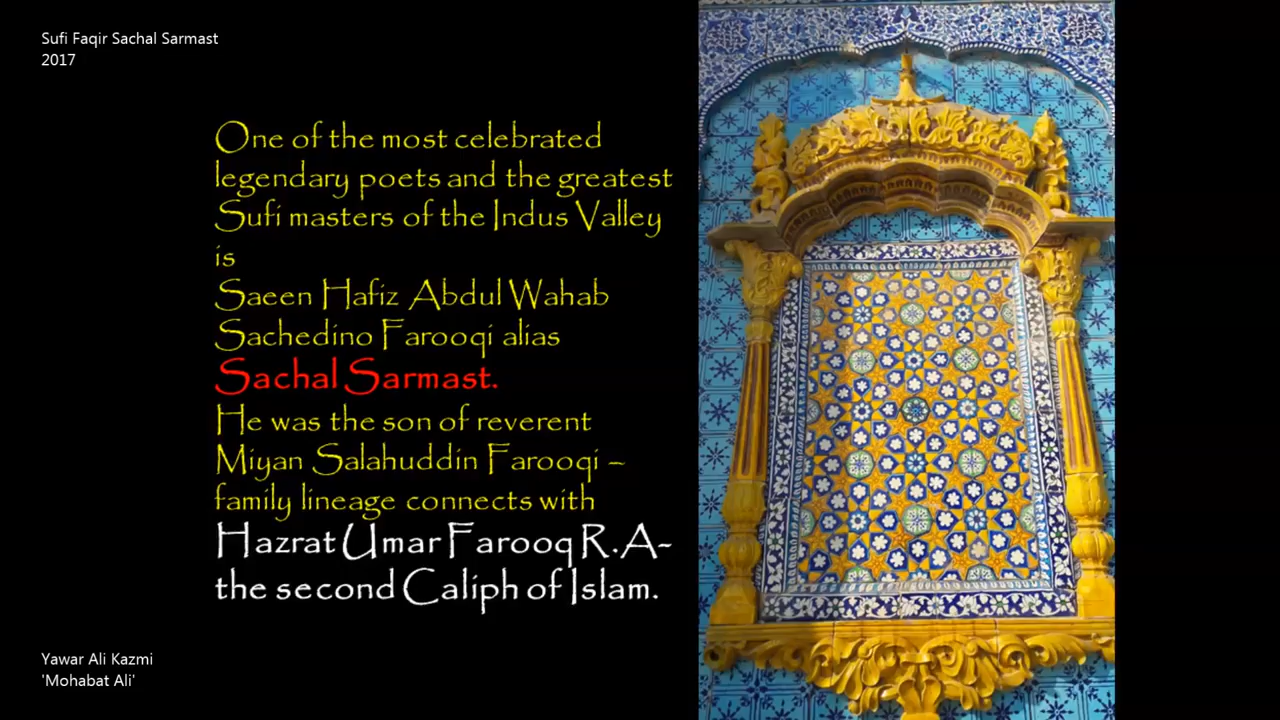 Sufi Faqir Sachal Sarmast
2017
One of the most celebrated
legendary poets and the greatest
Sufi masters of the Indus Valley
is
Saeen Hafiz Abdul Wahab
Sachedino Farooqi alias
Sachal Sarmast.
He was the son of reverent
Miyan Salahuddin Farooqi –
family lineage connects with
Hazrat Umar Farooq R.A-
the second Caliph of Islam.
Yawar Ali Kazmi
'Mohabat Ali'